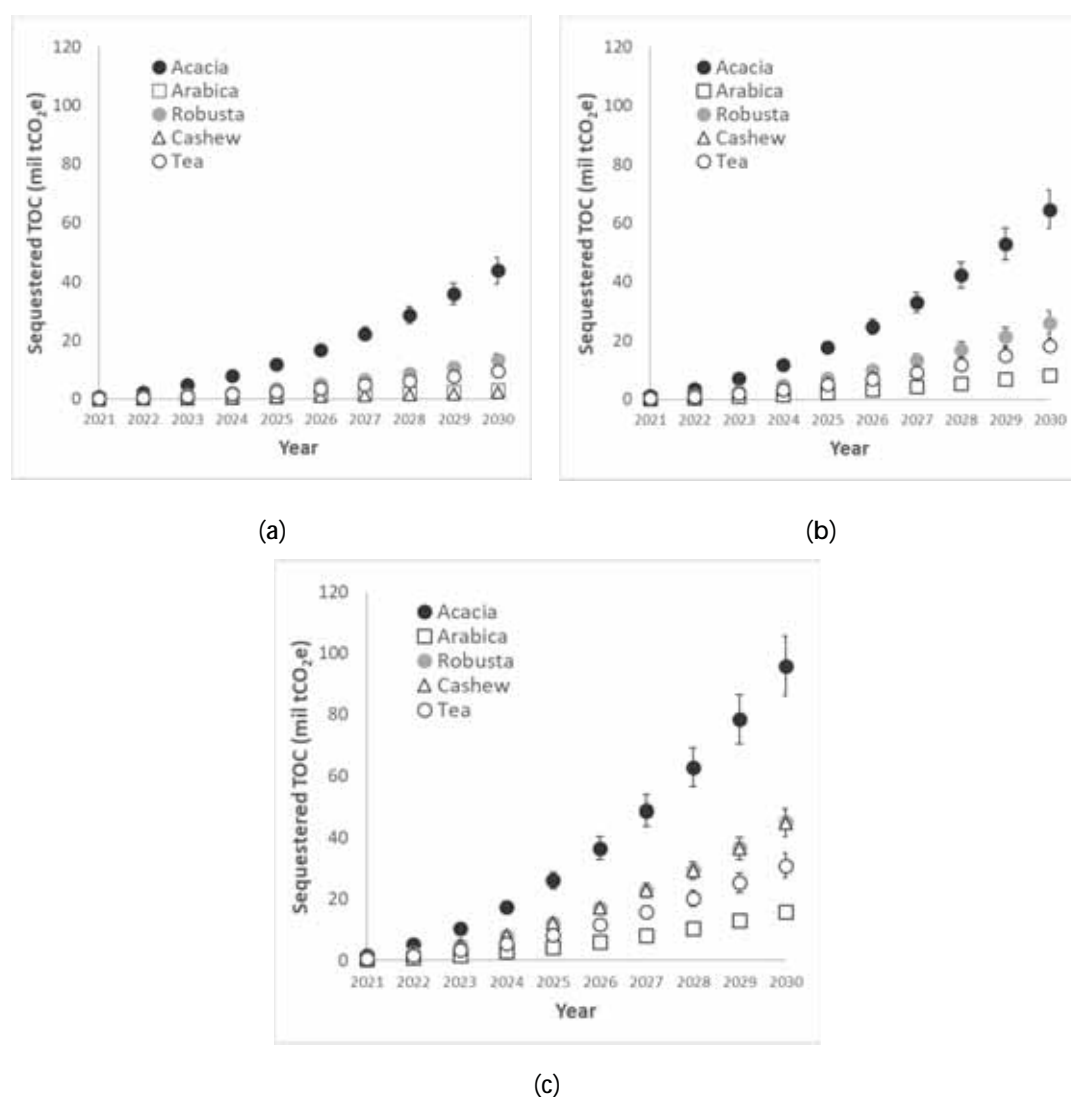 120
100
80
60
40
20
0
Sequestered TOC (mil tCO₂e)
Acacia
Arabica
Robusta
Cashew
Tea
2021 2022 2023 2024 2025 2026 2027 2028 2029 2030
Year
(a)
120
100
80
60
40
20
0
Sequestered TOC (mil tCO₂e)
Acacia
Arabica
Robusta
Cashew
Tea
2021 2022 2023 2024 2025 2026 2027 2028 2029 2030
Year
(b)
120
100
80
60
40
20
0
Sequestered TOC (mil tCO₂e)
Acacia
Arabica
Robusta
Cashew
Tea
2021 2022 2023 2024 2025 2026 2027 2028 2029 2030
Year
(c)